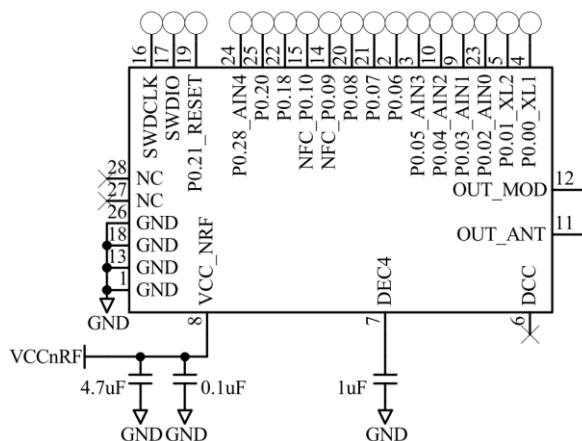 16 17 19 24 25 22 15 14 20 21 2 3 10 9 23 5 4
SWDCLK
SWDIO
P0.21_RESET
P0.28_AIN4
P0.20
P0.18
NFC_P0.10
NFC_P0.09
P0.08
P0.07
P0.06
P0.05_AIN3
P0.04_AIN2
P0.03_AIN1
P0.02_AIN0
P0.01_XL2
P0.00_XL1
28 NC
27 NC
26 GND
18 GND
13 GND
1 GND
OUT_MOD 12
OUT_ANT 11
VCC_NRF
DEC4
DCC
GND
8 7 6
VCCnRF
4.7uF 0.1uF 1uF
GND GND GND